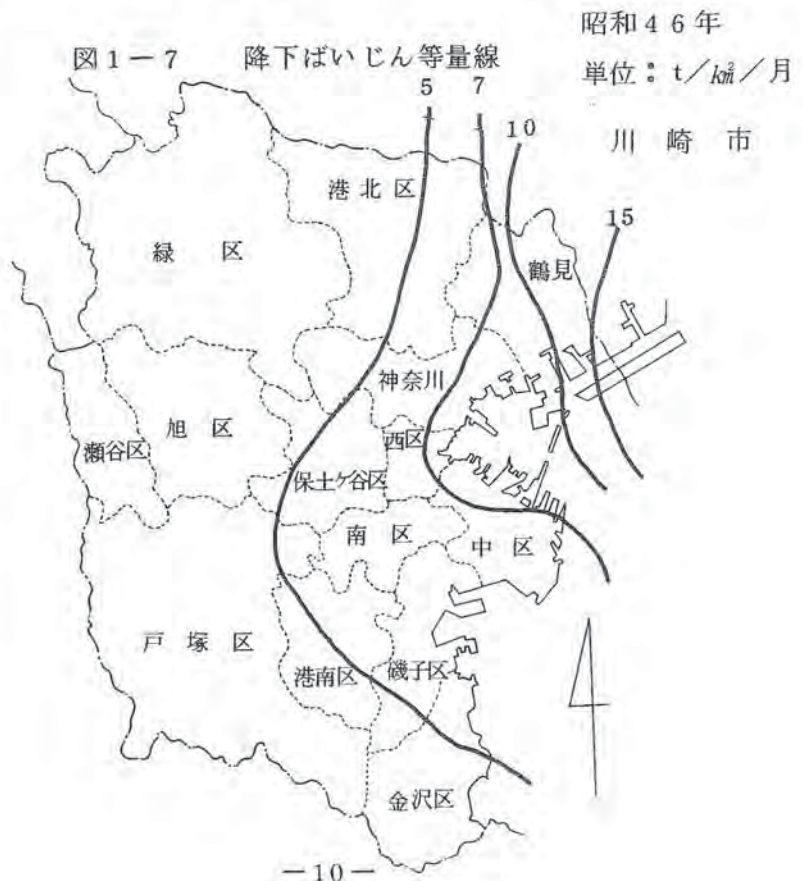 昭和46年
図1-7 降下ばいじん等量線
単位：t/km²/月
5 7
10
川崎市
港北区
15
緑区
鶴見
神奈川
旭区
西区
瀬谷区
保土ヶ谷区
南区
中区
戸塚区
港南区
磯子区
金沢区
-10-